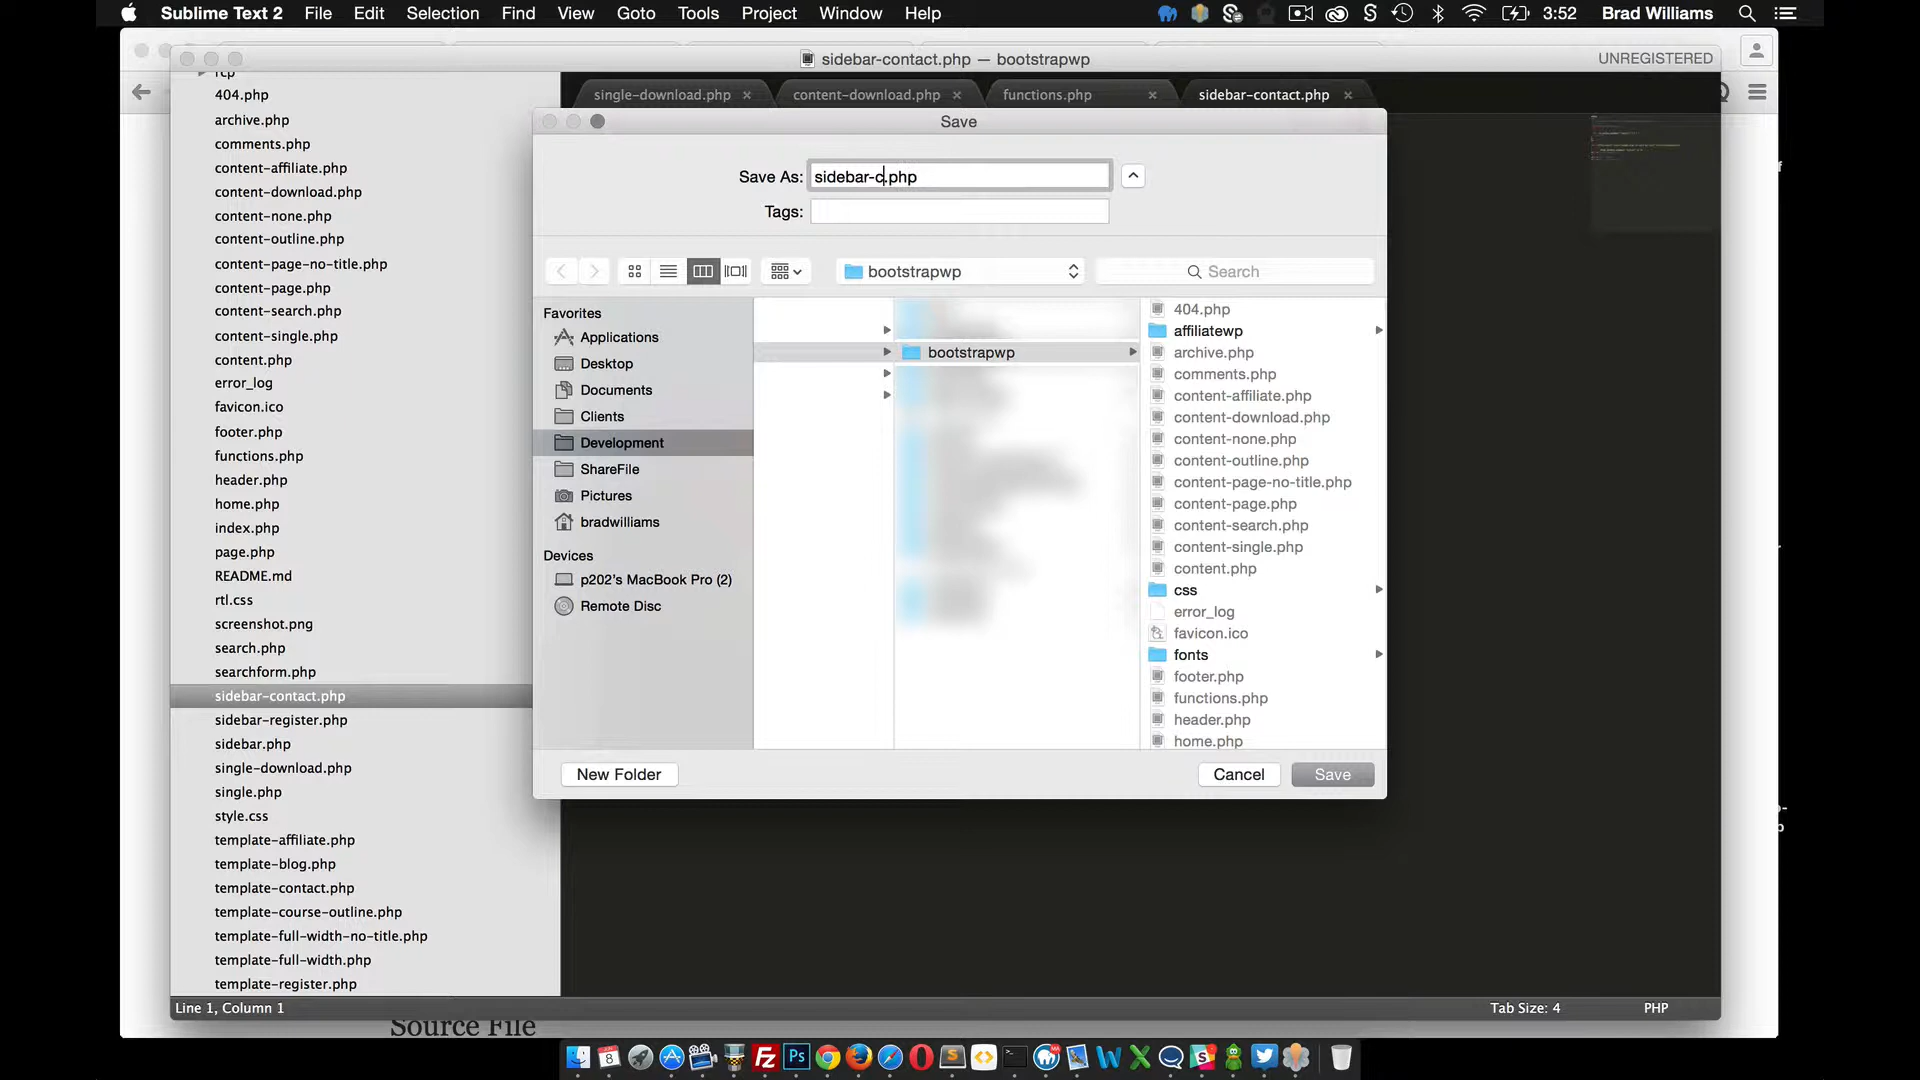 Sublime Text 2 File Edit Selection Find View Goto Tools Project Window Help 3:52 Brad Williams
sidebar-contact.php — bootstrapwp UNREGISTERED
single-download.php × content-download.php × functions.php × sidebar-contact.php ×
404.php
archive.php
comments.php
content-affiliate.php
content-download.php
content-none.php
content-outline.php
content-page-no-title.php
content-page.php
content-search.php
content-single.php
content.php
error_log
favicon.ico
footer.php
functions.php
header.php
home.php
index.php
page.php
README.md
rtl.css
screenshot.png
search.php
searchform.php
sidebar-contact.php
sidebar-register.php
sidebar.php
single-download.php
single.php
style.css
template-affiliate.php
template-blog.php
template-contact.php
template-course-outline.php
template-full-width-no-title.php
template-full-width.php
template-register.php
Save
Save As: sidebar-c.php
Tags:
bootstrapwp
Search
Favorites
Applications
Desktop
Documents
Clients
Development
ShareFile
Pictures
bradwilliams
Devices
p202's MacBook Pro (2)
Remote Disc
bootstrapwp
404.php
affiliatewp
archive.php
comments.php
content-affiliate.php
content-download.php
content-none.php
content-outline.php
content-page-no-title.php
content-page.php
content-search.php
content-single.php
content.php
css
error_log
favicon.ico
fonts
footer.php
functions.php
header.php
home.php
New Folder Cancel Save
Line 1, Column 1 Tab Size: 4 PHP
Source File